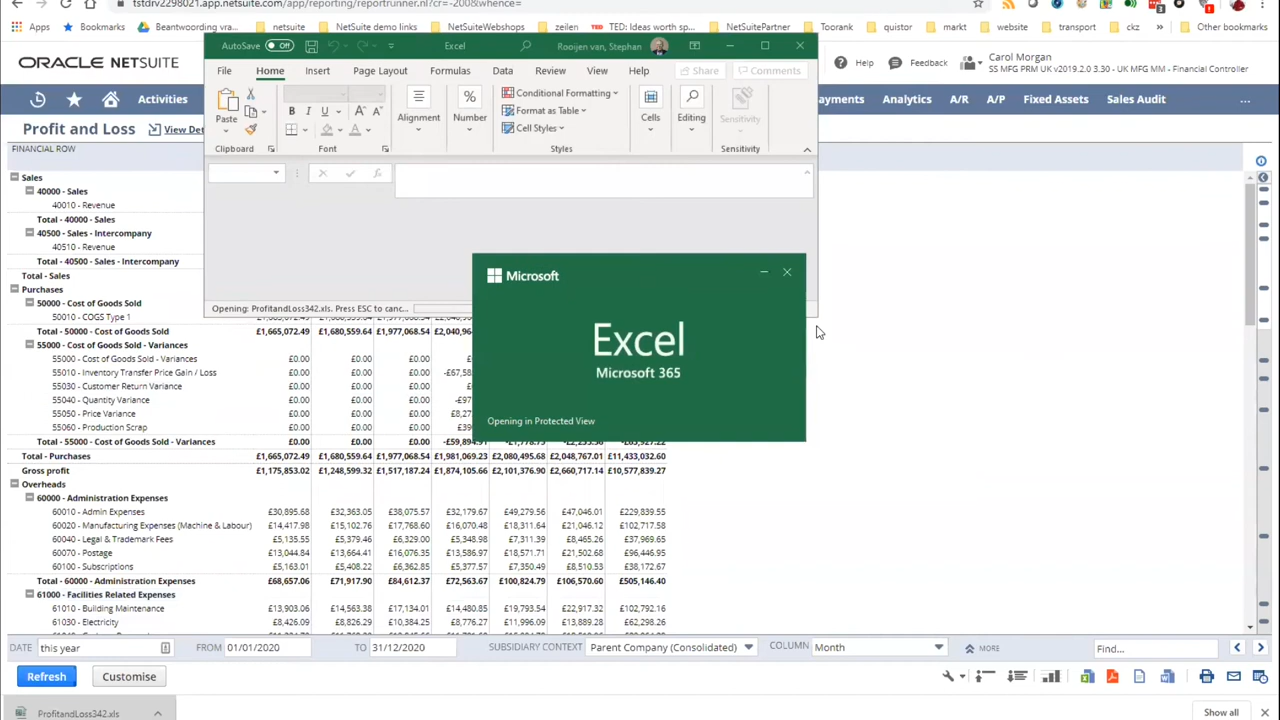 tstdrv2298021.app.netsuite.com/app/reporting/reportrunner.nl?cr=-200&whence=
Apps Bookmarks Beantwoording vra... netsuite NetSuite demo links NetSuiteWebshops zeilen TED: Ideas worth s... NetSuitePartner Toorank quistor markt website transport ckz Other bookmarks
ORACLE NETSUITE
Help Feedback
Carol Morgan
SS MFG PRM UK v2019.2.0 3.30 - UK MFG MM - Financial Controller
Activities Analytics A/R A/P Fixed Assets Sales Audit ...
Profit and Loss
FINANCIAL ROW
AutoSave Off Excel Rooijen van, Stephan
File Home Insert Page Layout Formulas Data Review View Help Share Comments
Paste B I U Alignment Number Conditional Formatting Format as Table Cell Styles Cells Editing Sensitivity
Clipboard Font Styles Sensitivity
Opening: ProfitandLoss342.xls. Press ESC to canc...
Microsoft
Excel
Microsoft 365
Opening in Protected View
Sales
40000 - Sales
40010 - Revenue
Total - 40000 - Sales
40500 - Sales - Intercompany
40510 - Revenue
Total - 40500 - Sales - Intercompany
Total - Sales
Purchases
50000 - Cost of Goods Sold
50010 - COGS Type 1
Total - 50000 - Cost of Goods Sold £1,665,072.49 £1,680,559.64 £1,977,068.54
55000 - Cost of Goods Sold - Variances
55000 - Cost of Goods Sold - Variances £0.00 £0.00 £0.00
55010 - Inventory Transfer Price Gain / Loss £0.00 £0.00 £0.00
55030 - Customer Return Variance £0.00 £0.00 £0.00
55040 - Quantity Variance £0.00 £0.00 £0.00
55050 - Price Variance £0.00 £0.00 £0.00
55060 - Production Scrap £0.00 £0.00 £0.00
Total - 55000 - Cost of Goods Sold - Variances £0.00 £0.00 £0.00
Total - Purchases £1,665,072.49 £1,680,559.64 £1,977,068.54 £1,981,069.23 £2,080,495.68 £2,048,767.01 £11,433,032.60
Gross profit £1,175,853.02 £1,248,599.32 £1,517,187.24 £1,874,105.66 £2,101,376.90 £2,660,717.14 £10,577,839.27
Overheads
60000 - Administration Expenses
60010 - Admin Expenses £30,895.68 £32,363.05 £38,075.57 £32,179.67 £49,279.56 £47,046.01 £229,839.55
60020 - Manufacturing Expenses (Machine & Labour) £14,417.98 £15,102.76 £17,768.60 £16,070.48 £18,311.64 £21,046.12 £102,717.58
60040 - Legal & Trademark Fees £5,135.55 £5,379.46 £6,329.00 £5,348.98 £7,311.39 £8,465.26 £37,969.65
60070 - Postage £13,044.84 £13,664.41 £16,076.35 £13,586.97 £18,571.71 £21,502.68 £96,446.95
60100 - Subscriptions £5,163.01 £5,408.22 £6,362.85 £5,377.57 £7,350.49 £8,510.53 £38,172.67
Total - 60000 - Administration Expenses £68,657.06 £71,917.90 £84,612.37 £72,563.67 £100,824.79 £106,570.60 £505,146.40
61000 - Facilities Related Expenses
61010 - Building Maintenance £13,903.06 £14,563.38 £17,134.01 £14,480.85 £19,793.54 £22,917.32 £102,792.16
61030 - Electricity £8,426.09 £8,826.29 £10,384.25 £8,776.27 £11,996.09 £13,889.28 £62,298.26
DATE this year FROM 01/01/2020 TO 31/12/2020 SUBSIDIARY CONTEXT Parent Company (Consolidated) COLUMN Month MORE Find...
Refresh Customise
ProfitandLoss342.xls Show all